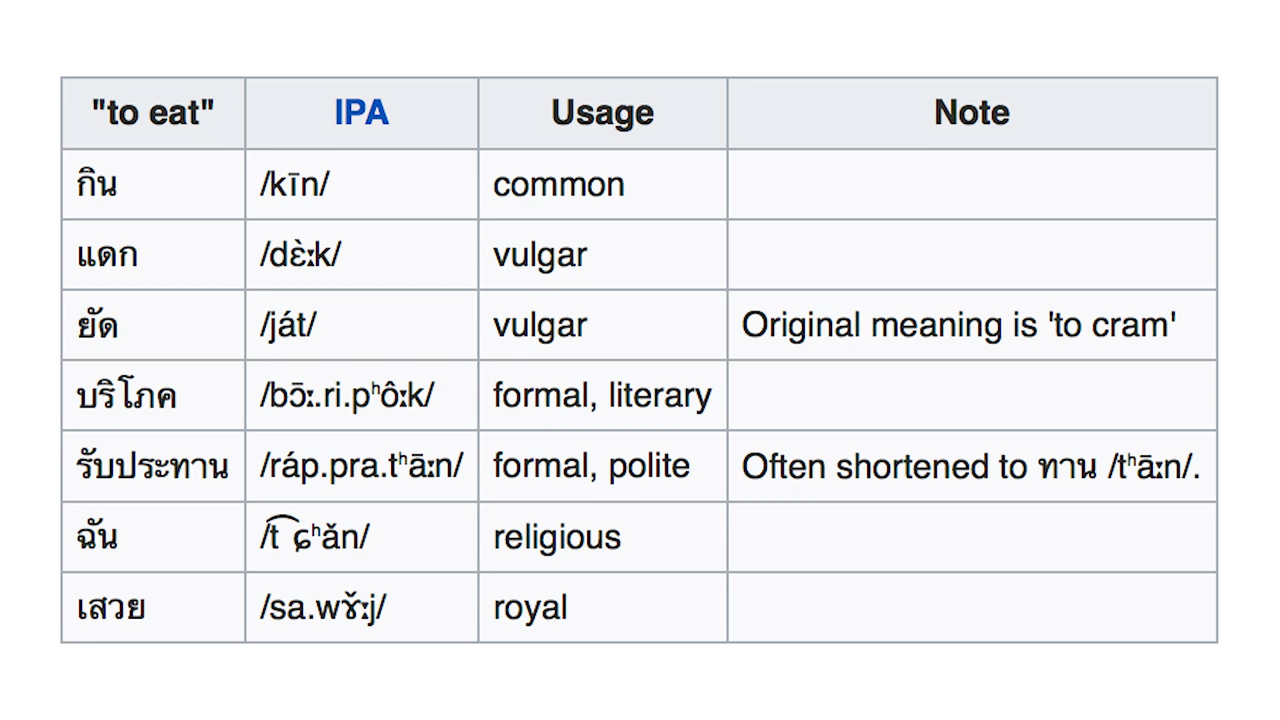 "to eat" IPA Usage Note
กิน /kīn/ common
แดก /dɛ̀ːk/ vulgar
ยัด /ját/ vulgar Original meaning is 'to cram'
บริโภค /bɔ̄ː.ri.pʰôːk/ formal, literary
รับประทาน /ráp.pra.tʰāːn/ formal, polite Often shortened to ทาน /tʰāːn/.
ฉัน /t͡ɕʰǎn/ religious
เสวย /sa.wɤ̌ːj/ royal